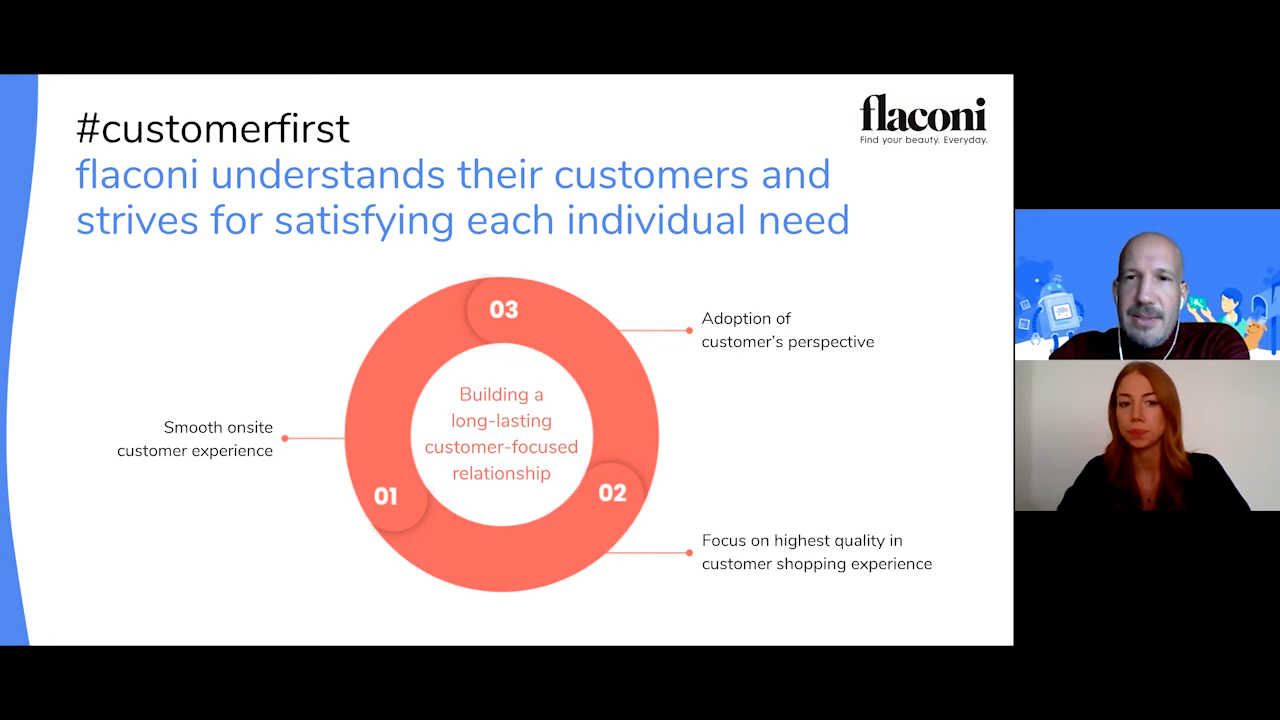 #customerfirst
flaconi
Find your beauty. Everyday.
flaconi understands their customers and
strives for satisfying each individual need
03
Adoption of
customer's perspective
Building a
long-lasting
customer-focused
relationship
Smooth onsite
customer experience
01
02
Focus on highest quality in
customer shopping experience